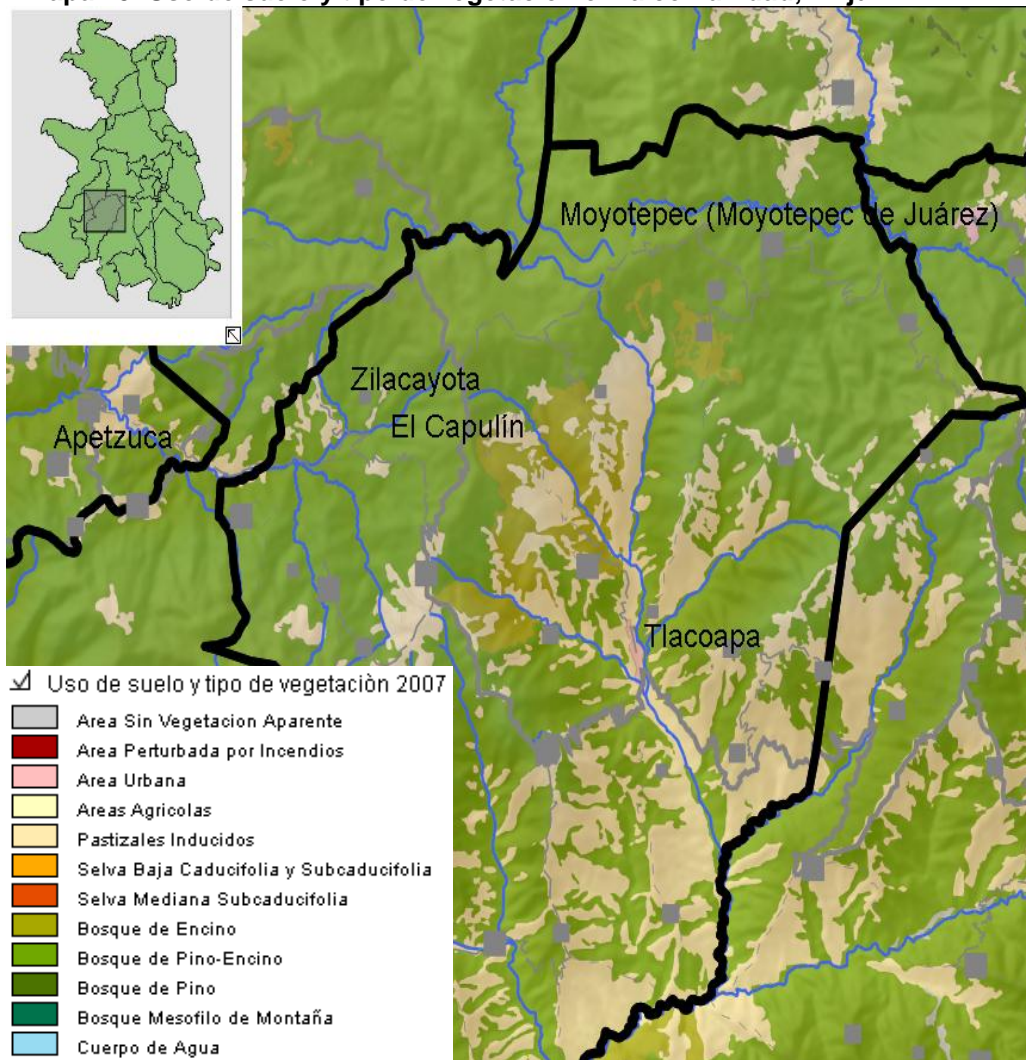 Moyotepec (Moyotepec de Juárez)
Zilacayota
El Capulín
Apetzuca
Tlacoapa
Uso de suelo y tipo de vegetaciòn 2007
Area Sin Vegetacion Aparente
Area Perturbada por Incendios
Area Urbana
Areas Agricolas
Pastizales Inducidos
Selva Baja Caducifolia y Subcaducifolia
Selva Mediana Subcaducifolia
Bosque de Encino
Bosque de Pino-Encino
Bosque de Pino
Bosque Mesofilo de Montaña
Cuerpo de Agua